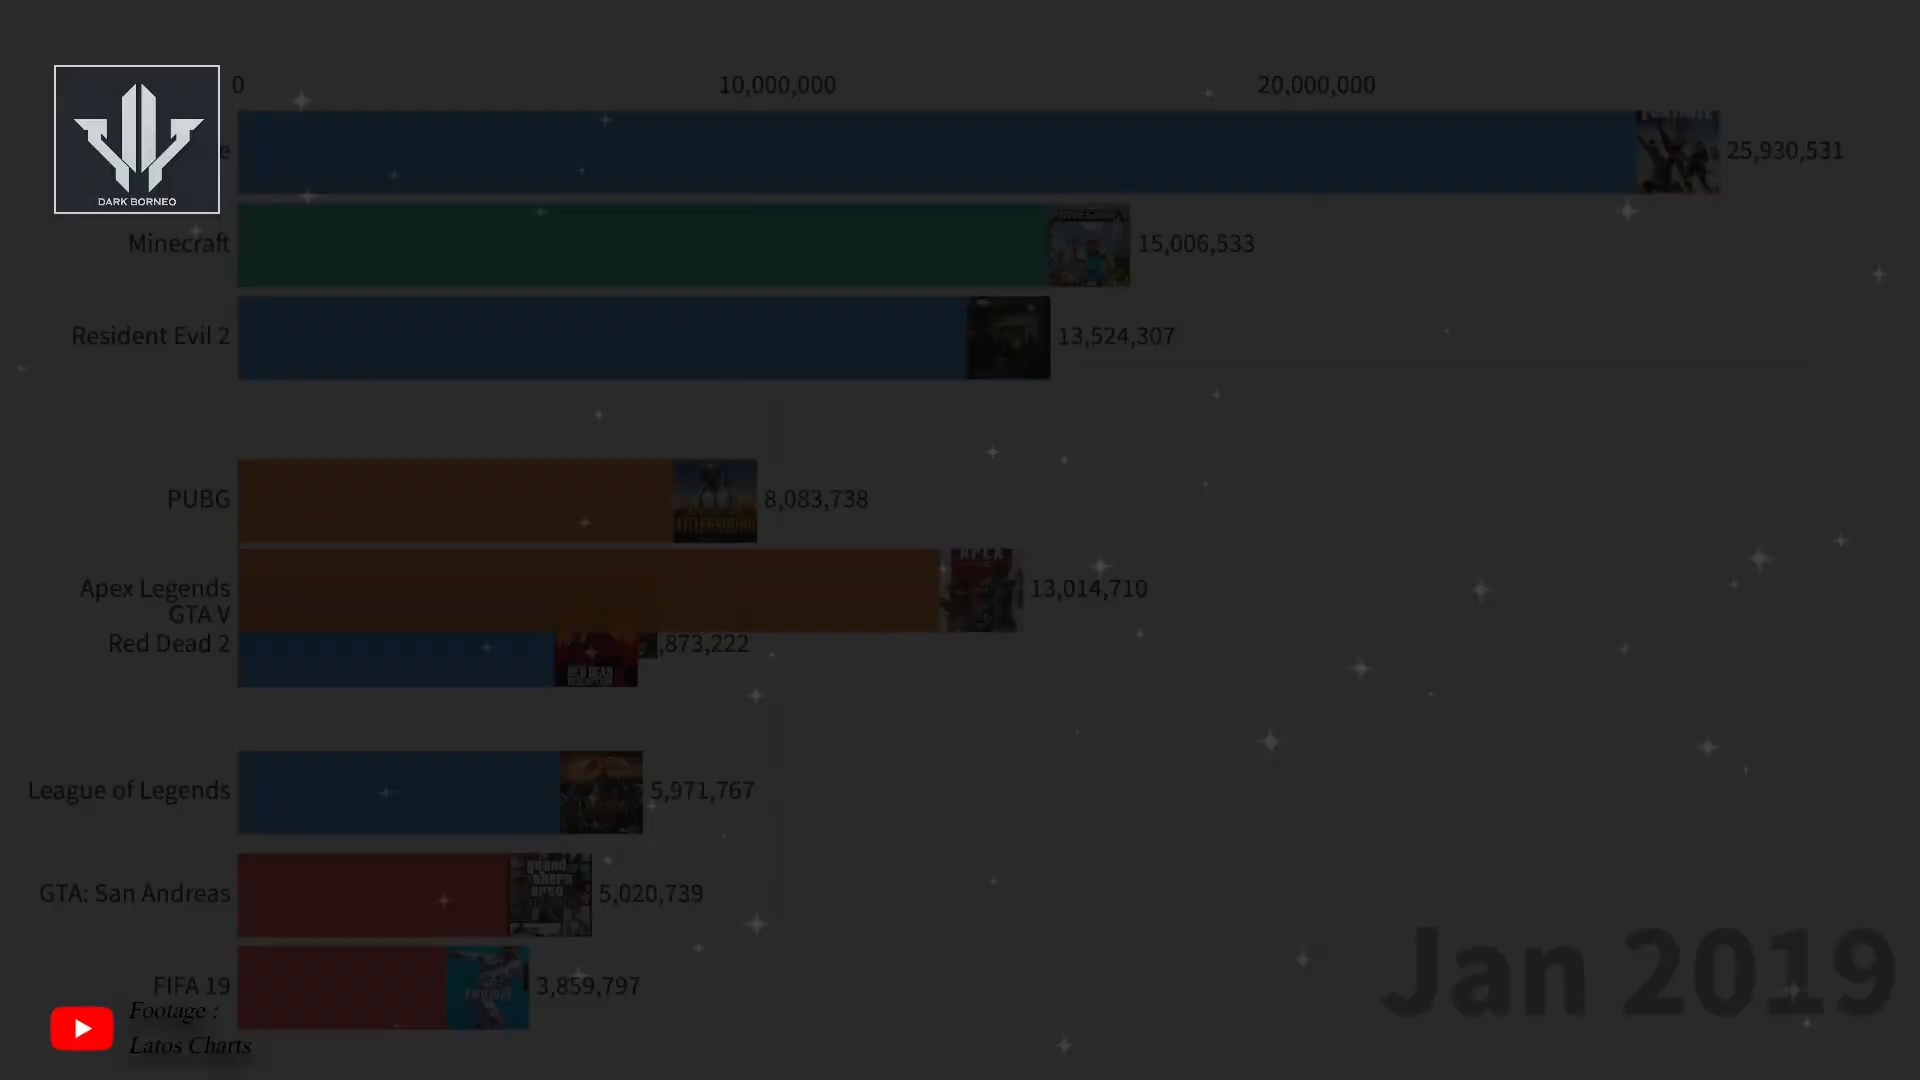 0 10,000,000 20,000,000
DARK BORNEO
e 25,930,531
Minecraft 15,006,533
Resident Evil 2 13,524,307
PUBG 8,083,738
Apex Legends 13,014,710
GTA V
Red Dead 2 ,873,222
League of Legends 5,971,767
GTA: San Andreas 5,020,739
FIFA 19 3,859,797
Jan 2019
Footage :
Latos Charts